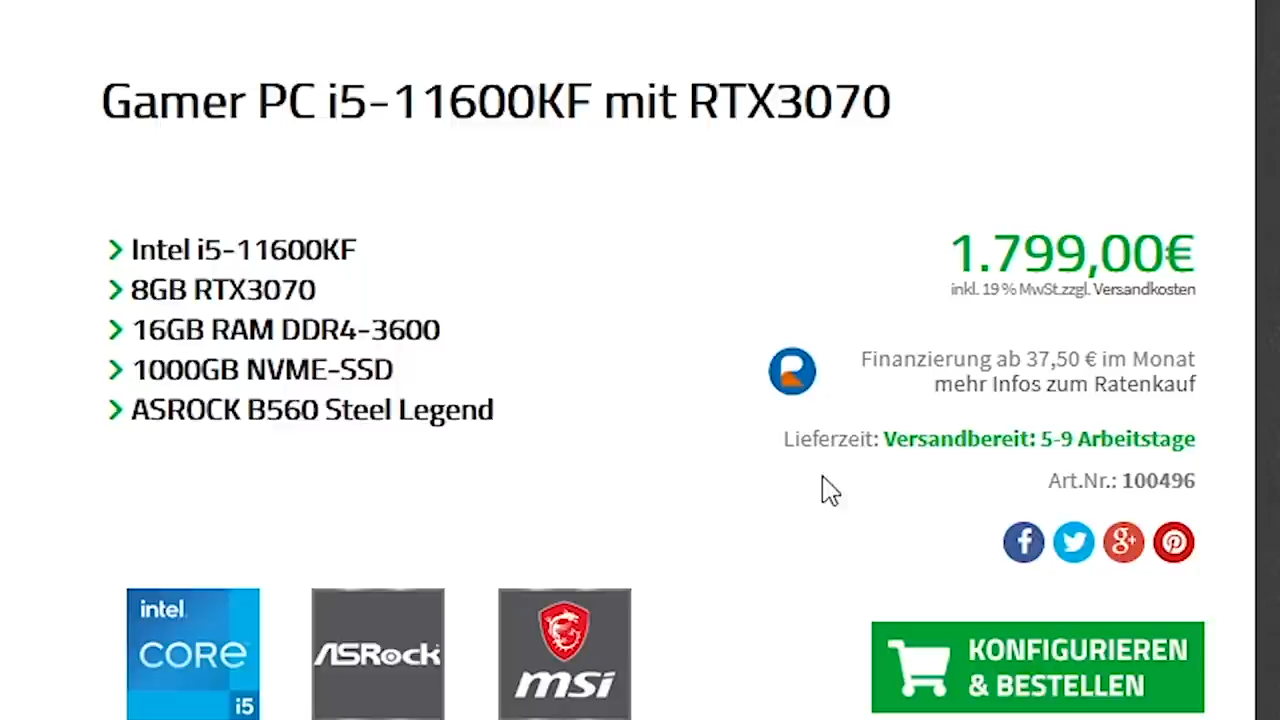 Gamer PC i5-11600KF mit RTX3070
Intel i5-11600KF
8GB RTX3070
16GB RAM DDR4-3600
1000GB NVME-SSD
ASROCK B560 Steel Legend
1.799,00€
inkl. 19 % MwSt.zzgl. Versandkosten
Finanzierung ab 37,50 € im Monat
mehr Infos zum Ratenkauf
Lieferzeit: Versandbereit: 5-9 Arbeitstage
Art.Nr.: 100496
intel
CORE™
i5
ASRock
msi
KONFIGURIEREN
& BESTELLEN